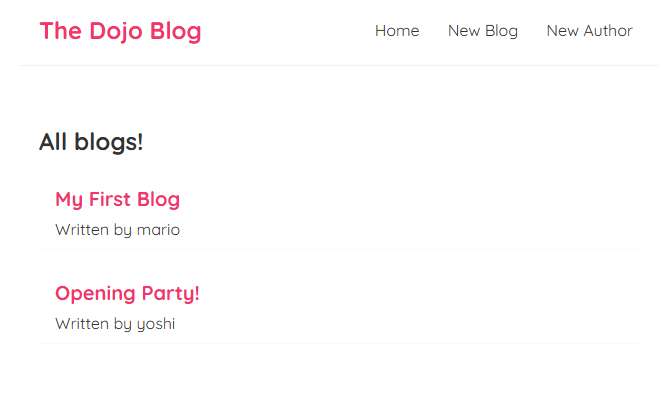 The Dojo Blog
Home New Blog New Author
All blogs!
My First Blog
Written by mario
Opening Party!
Written by yoshi